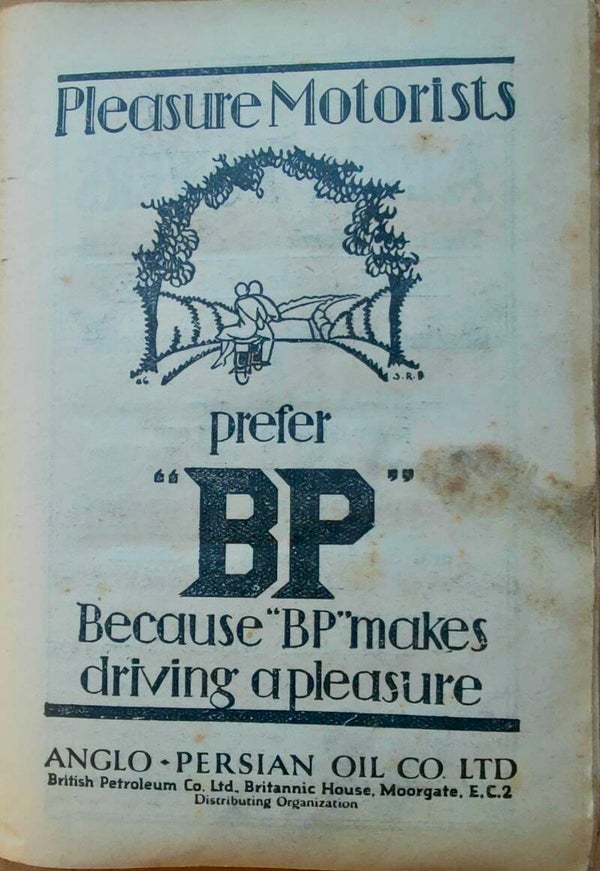 Pleasure Motorists
S.R.B
prefer
"BP"
Because "BP" makes
driving a pleasure
ANGLO-PERSIAN OIL CO. LTD
British Petroleum Co. Ltd. Britannic House, Moorgate, E.C.2
Distributing Organization